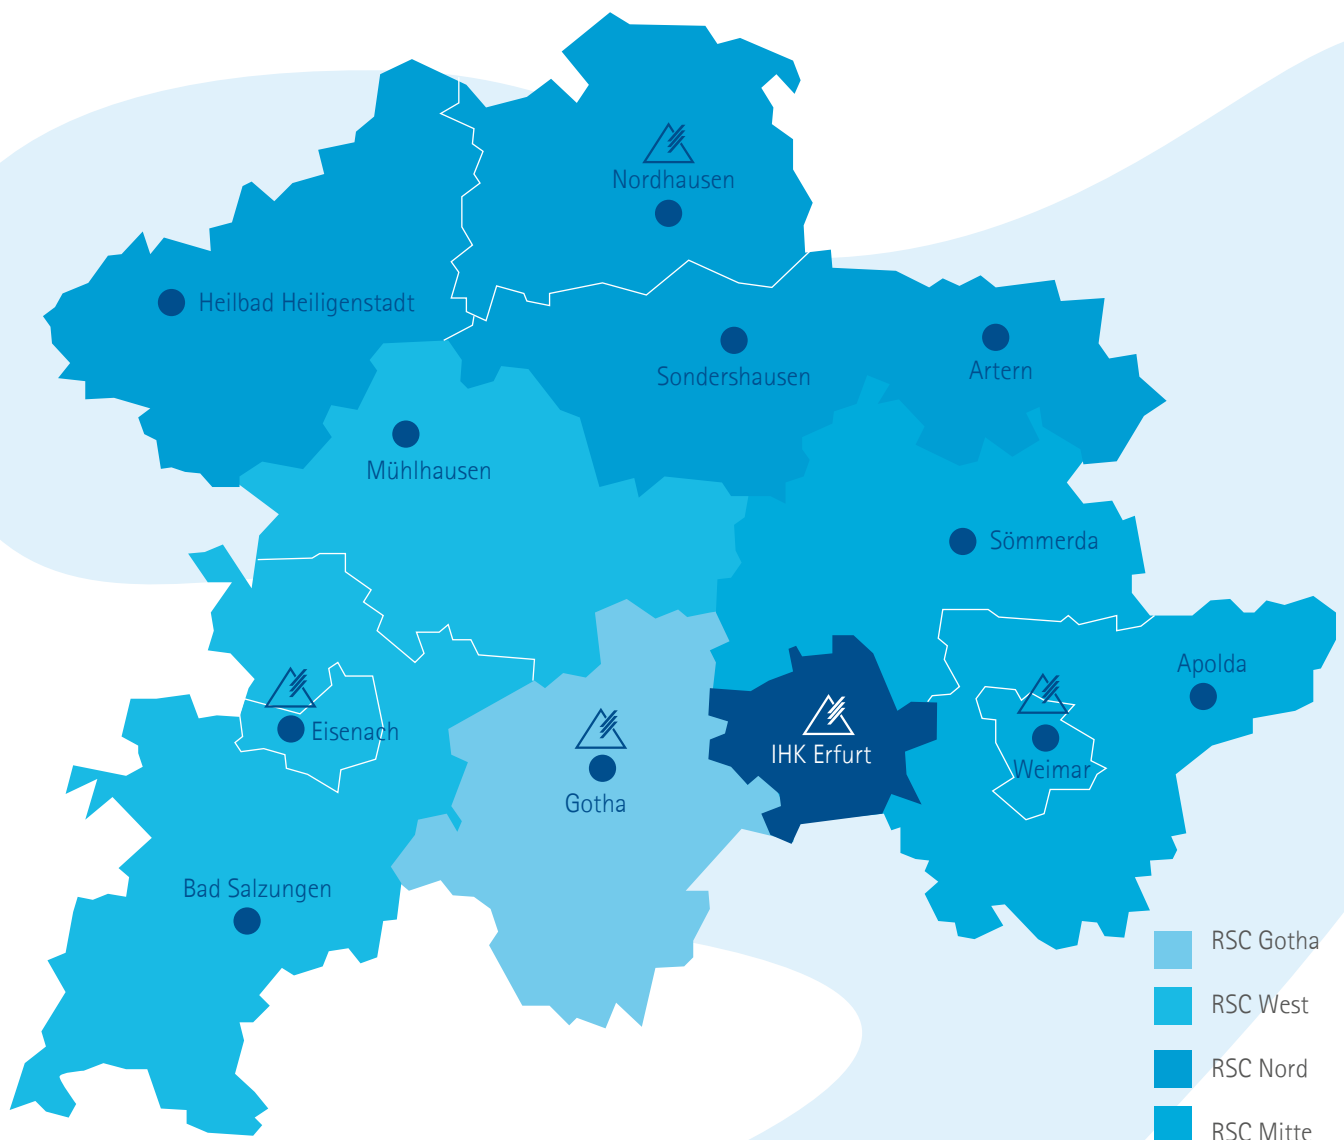 Nordhausen
Heilbad Heiligenstadt
Sondershausen
Artern
Mühlhausen
Sömmerda
Apolda
Eisenach
IHK Erfurt
Weimar
Gotha
Bad Salzungen
RSC Gotha
RSC West
RSC Nord
RSC Mitte